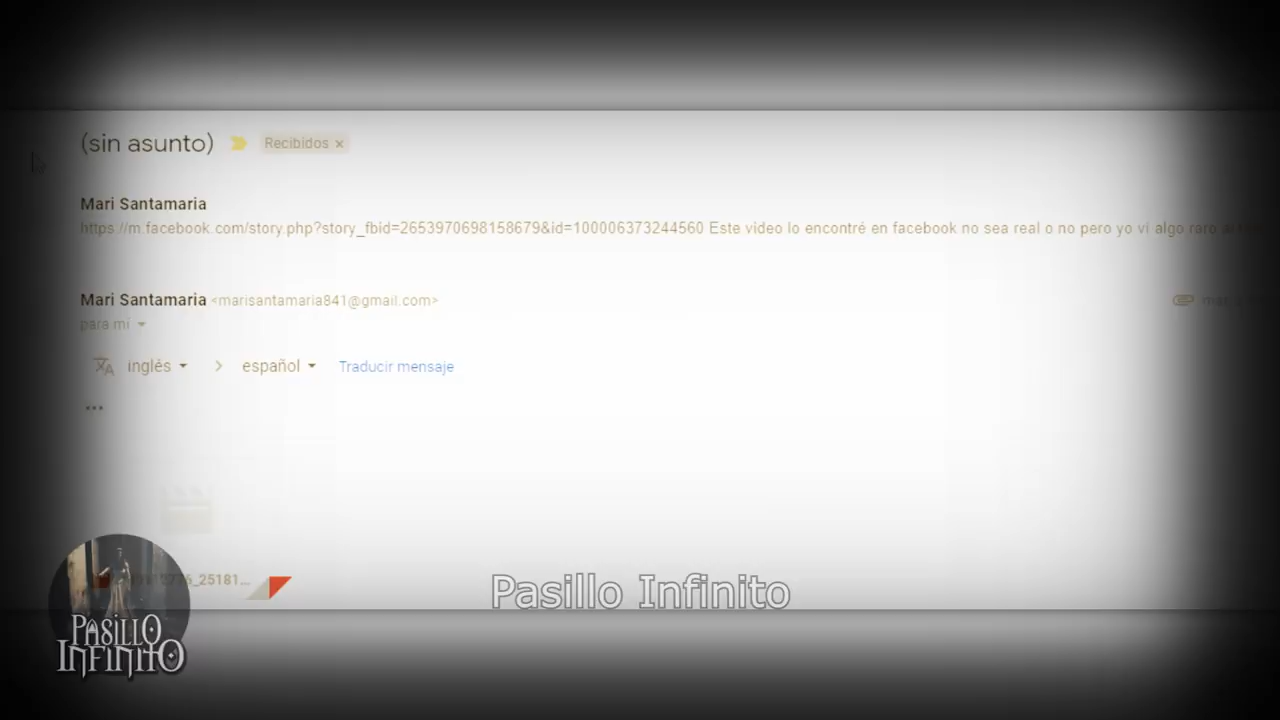 (sin asunto) Recibidos ×
Mari Santamaria
https://m.facebook.com/story.php?story_fbid=2653970698158679&id=100006373244560 Este video lo encontré en facebook no sea real o no pero yo vi algo raro
Mari Santamaria <marisantamaria841@gmail.com>
para mí
inglés > español Traducir mensaje
...
_25181...
Pasillo Infinito
PASILLO
INFINITO